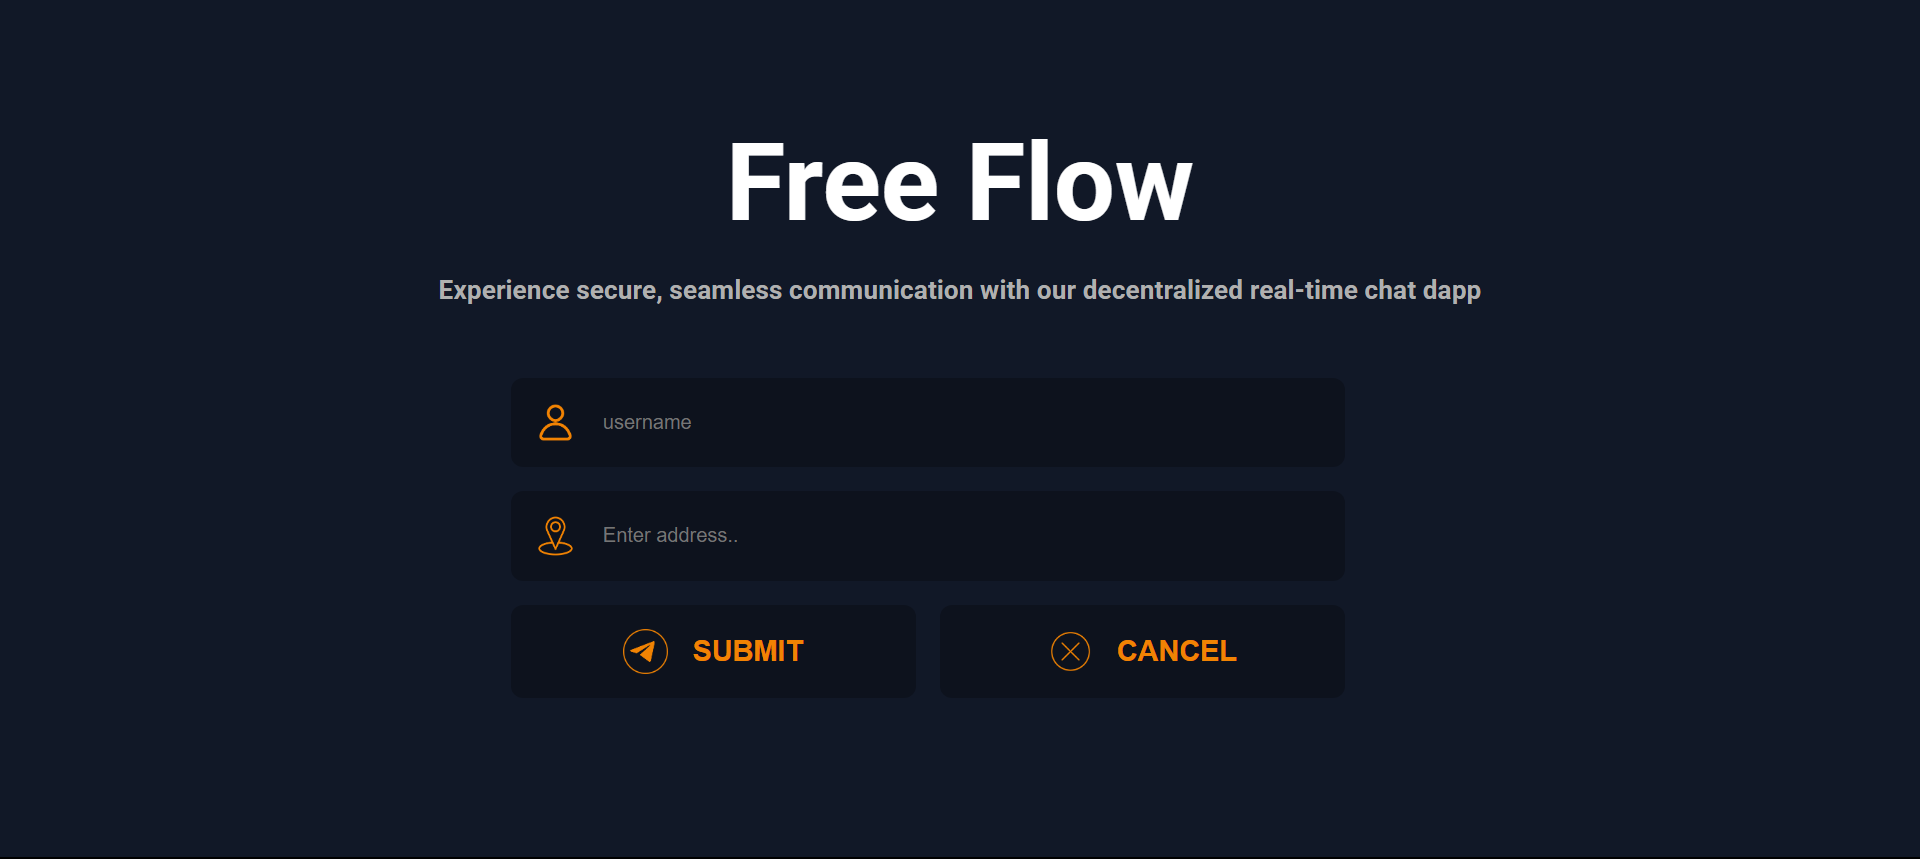 Free Flow
Experience secure, seamless communication with our decentralized real-time chat dapp
username
Enter address..
SUBMIT
CANCEL